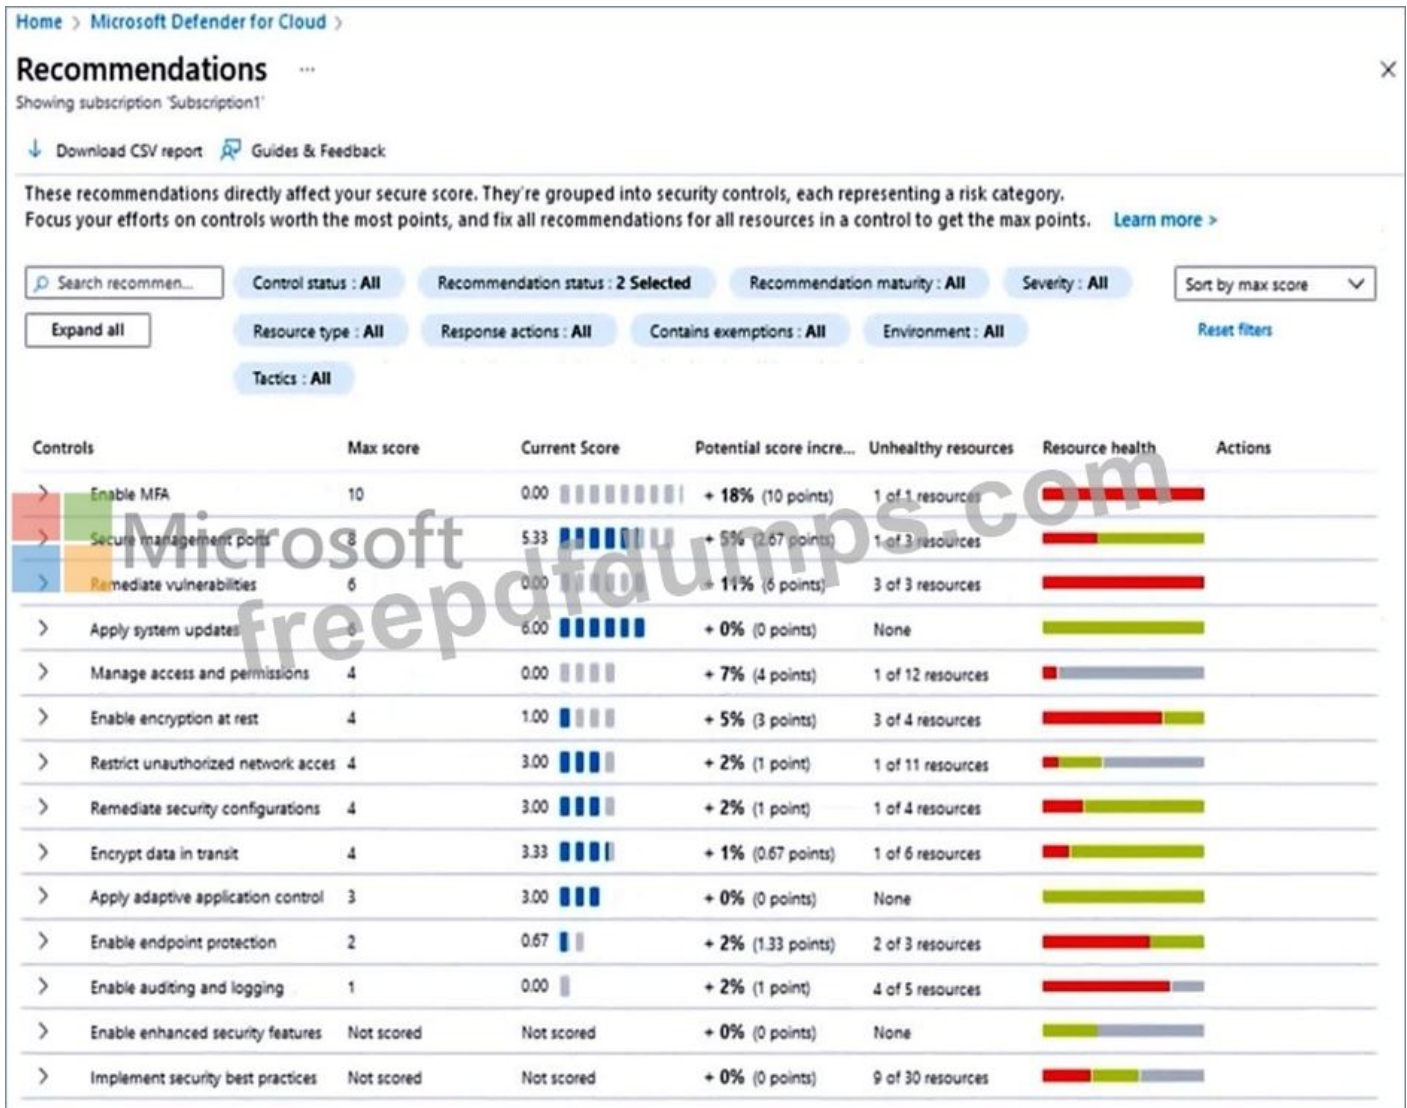 Home > Microsoft Defender for Cloud >
Recommendations ...
Showing subscription 'Subscription1'
Download CSV report Guides & Feedback
These recommendations directly affect your secure score. They're grouped into security controls, each representing a risk category.
Focus your efforts on controls worth the most points, and fix all recommendations for all resources in a control to get the max points. Learn more >
Search recommen... Control status : All Recommendation status : 2 Selected Recommendation maturity : All Severity : All Sort by max score
Expand all Resource type : All Response actions : All Contains exemptions : All Environment : All Reset filters
Tactics : All
Controls Max score Current Score Potential score incre... Unhealthy resources Resource health Actions
Enable MFA 10 0.00 + 18% (10 points) 1 of 1 resources
Secure management ports 8 5.33 + 5% (2.67 points) 1 of 3 resources
Remediate vulnerabilities 6 0.00 + 11% (6 points) 3 of 3 resources
Apply system updates 6 6.00 + 0% (0 points) None
Manage access and permissions 4 0.00 + 7% (4 points) 1 of 12 resources
Enable encryption at rest 4 1.00 + 5% (3 points) 3 of 4 resources
Restrict unauthorized network acces 4 3.00 + 2% (1 point) 1 of 11 resources
Remediate security configurations 4 3.00 + 2% (1 point) 1 of 4 resources
Encrypt data in transit 4 3.33 + 1% (0.67 points) 1 of 6 resources
Apply adaptive application control 3 3.00 + 0% (0 points) None
Enable endpoint protection 2 0.67 + 2% (1.33 points) 2 of 3 resources
Enable auditing and logging 1 0.00 + 2% (1 point) 4 of 5 resources
Enable enhanced security features Not scored Not scored + 0% (0 points) None
Implement security best practices Not scored Not scored + 0% (0 points) 9 of 30 resources
Microsoft
freepdfdumps.com